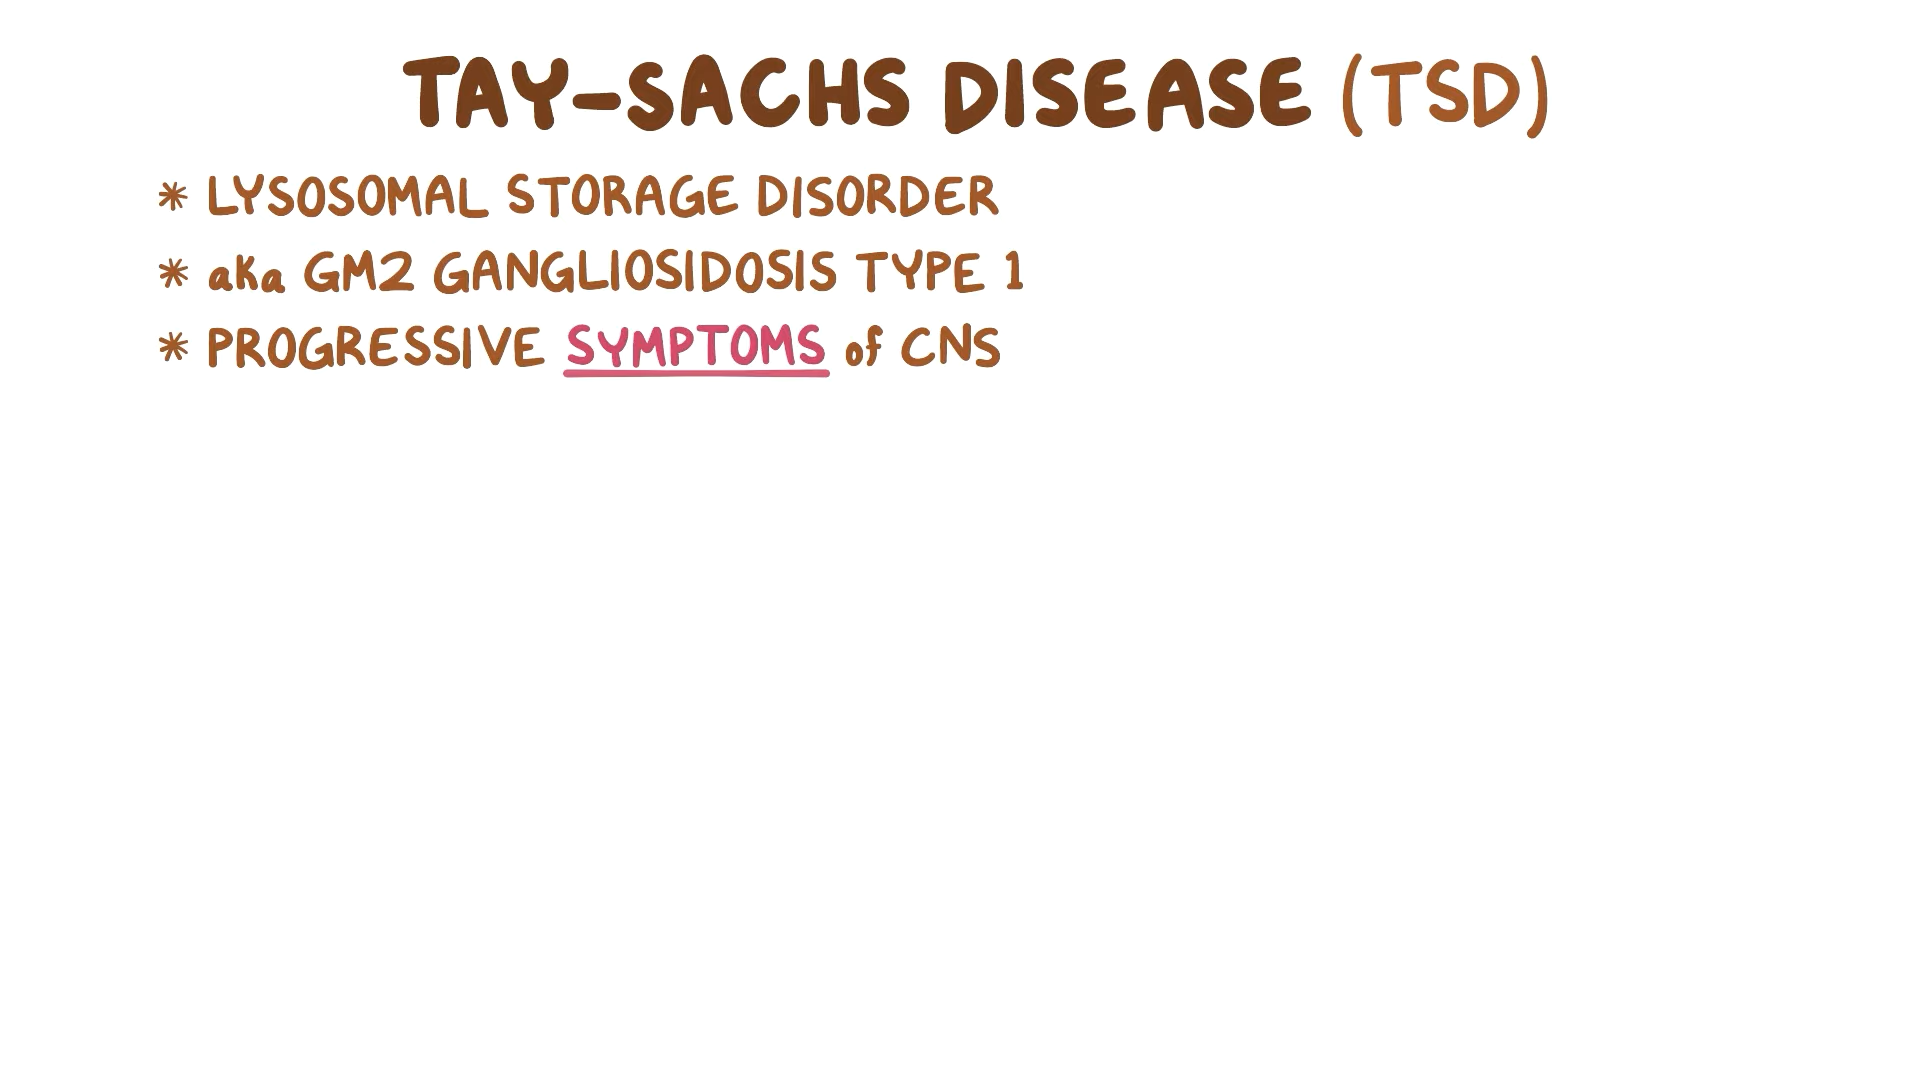 TAY-SACHS DISEASE (TSD)
* LYSOSOMAL STORAGE DISORDER
* aka GM2 GANGLIOSIDOSIS TYPE 1
* PROGRESSIVE SYMPTOMS of CNS